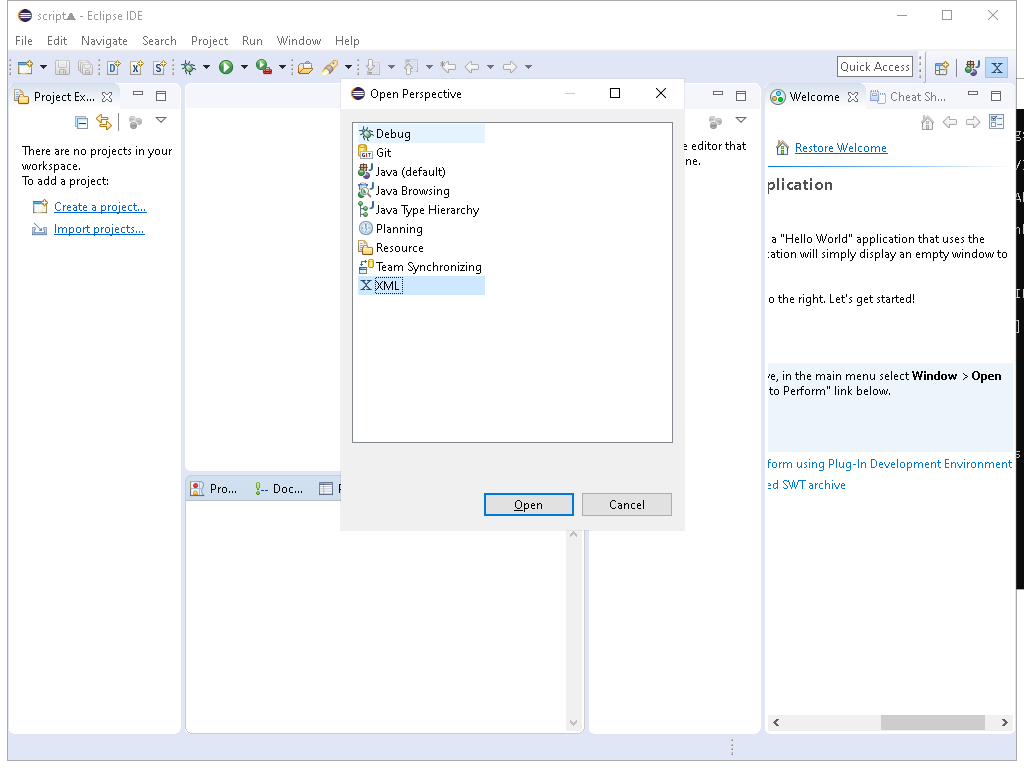 script▲ - Eclipse IDE
File Edit Navigate Search Project Run Window Help
Quick Access
Project Ex...
There are no projects in your
workspace.
To add a project:
Create a project...
Import projects...
Open Perspective
Debug
Git
Java (default)
Java Browsing
Java Type Hierarchy
Planning
Resource
Team Synchronizing
XML
Open
Cancel
editor that
Pro...
Doc...
Welcome
Cheat Sh...
Restore Welcome
plication
a "Hello World" application that uses the
will simply display an empty window to
to the right. Let's get started!
in the main menu select Window > Open
to Perform" link below.
form using Plug-In Development Environment
SWT archive